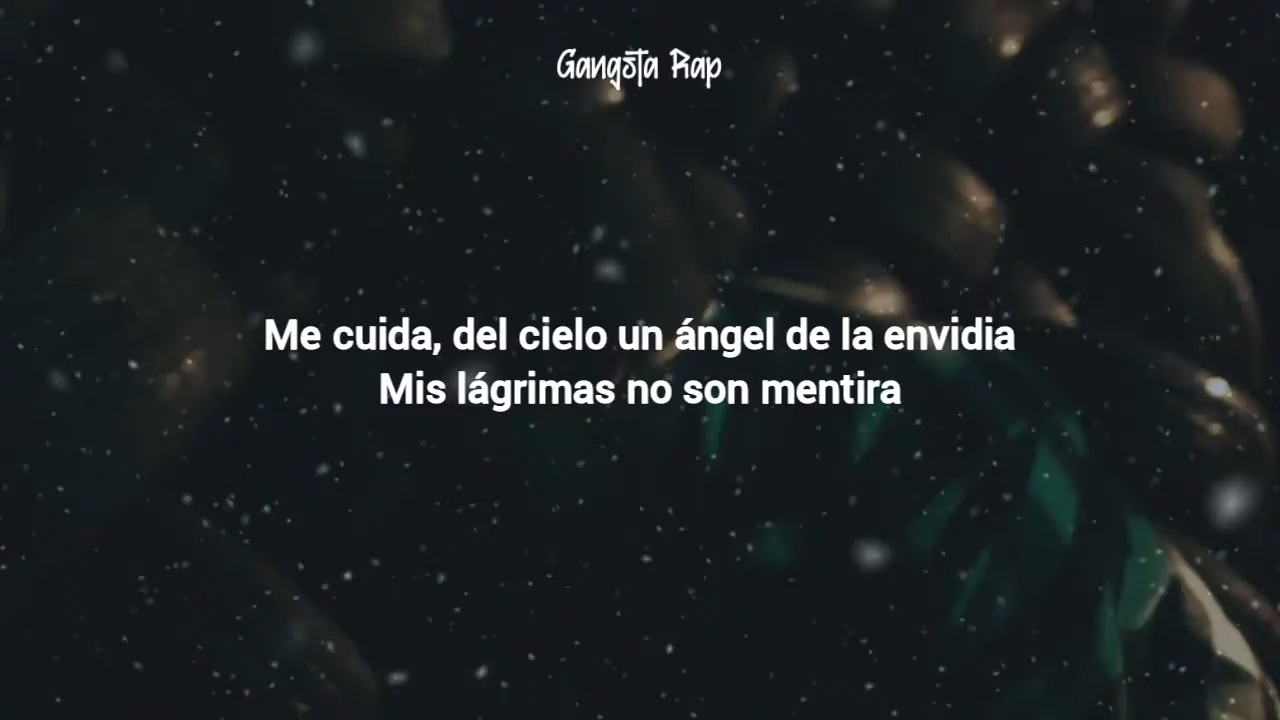 Gangsta Rap
Me cuida, del cielo un ángel de la envidia
Mis lágrimas no son mentira